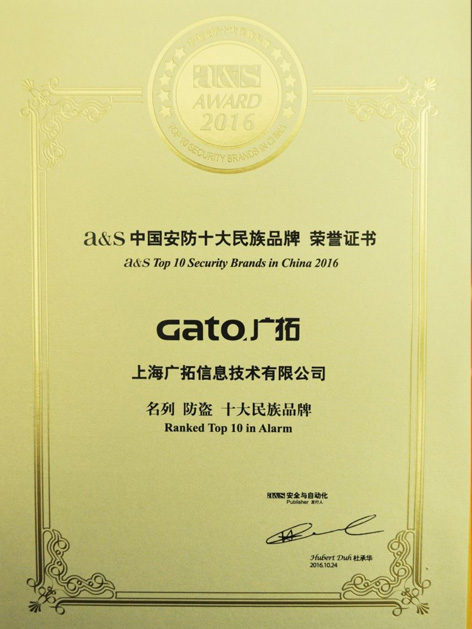 a&s
AWARD
2016
TOP 10 SECURITY BRANDS IN CHINA
a&s 中国安防十大民族品牌 荣誉证书
a&s Top 10 Security Brands in China 2016
Gato 广拓
上海广拓信息技术有限公司
名列 防盗 十大民族品牌
Ranked Top 10 in Alarm
a&s 安全与自动化
Publisher 发行人
Hubert Duh 杜承华
2016.10.24